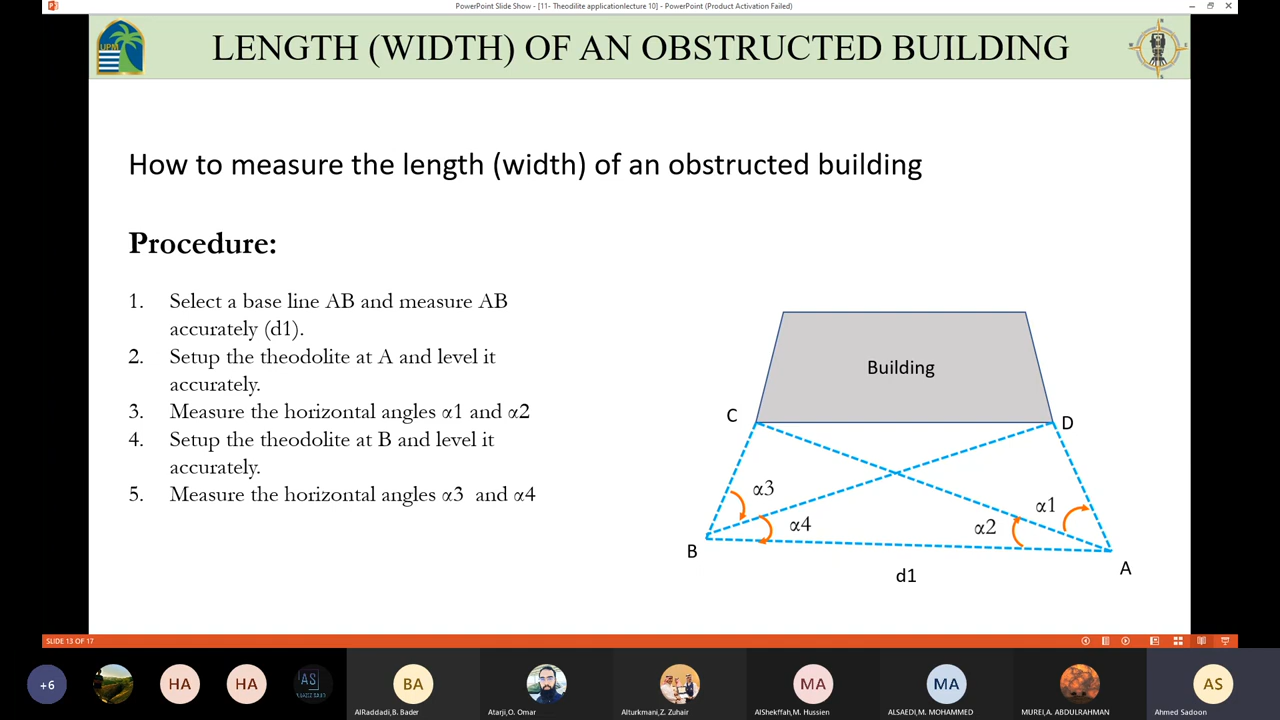 PowerPoint Slide Show - [11- Theodilite applicationlecture 10] - PowerPoint (Product Activation Failed)
UPM
LENGTH (WIDTH) OF AN OBSTRUCTED BUILDING
How to measure the length (width) of an obstructed building
Procedure:
1. Select a base line AB and measure AB
accurately (d1).
2. Setup the theodolite at A and level it
accurately.
3. Measure the horizontal angles α1 and α2
4. Setup the theodolite at B and level it
accurately.
5. Measure the horizontal angles α3 and α4
Building
C
D
α3
α1
α4
α2
B
A
d1
SLIDE 13 OF 17
+6
HA
HA
AS
BA
MA
MA
AS
AlRaddadi,B. Bader
Atarji,O. Omar
Alturkmani,Z. Zuhair
AlShekffah,M. Hussien
ALSAEDI,M. MOHAMMED
MUREI,A. ABDULRAHMAN
Ahmed Sadoon